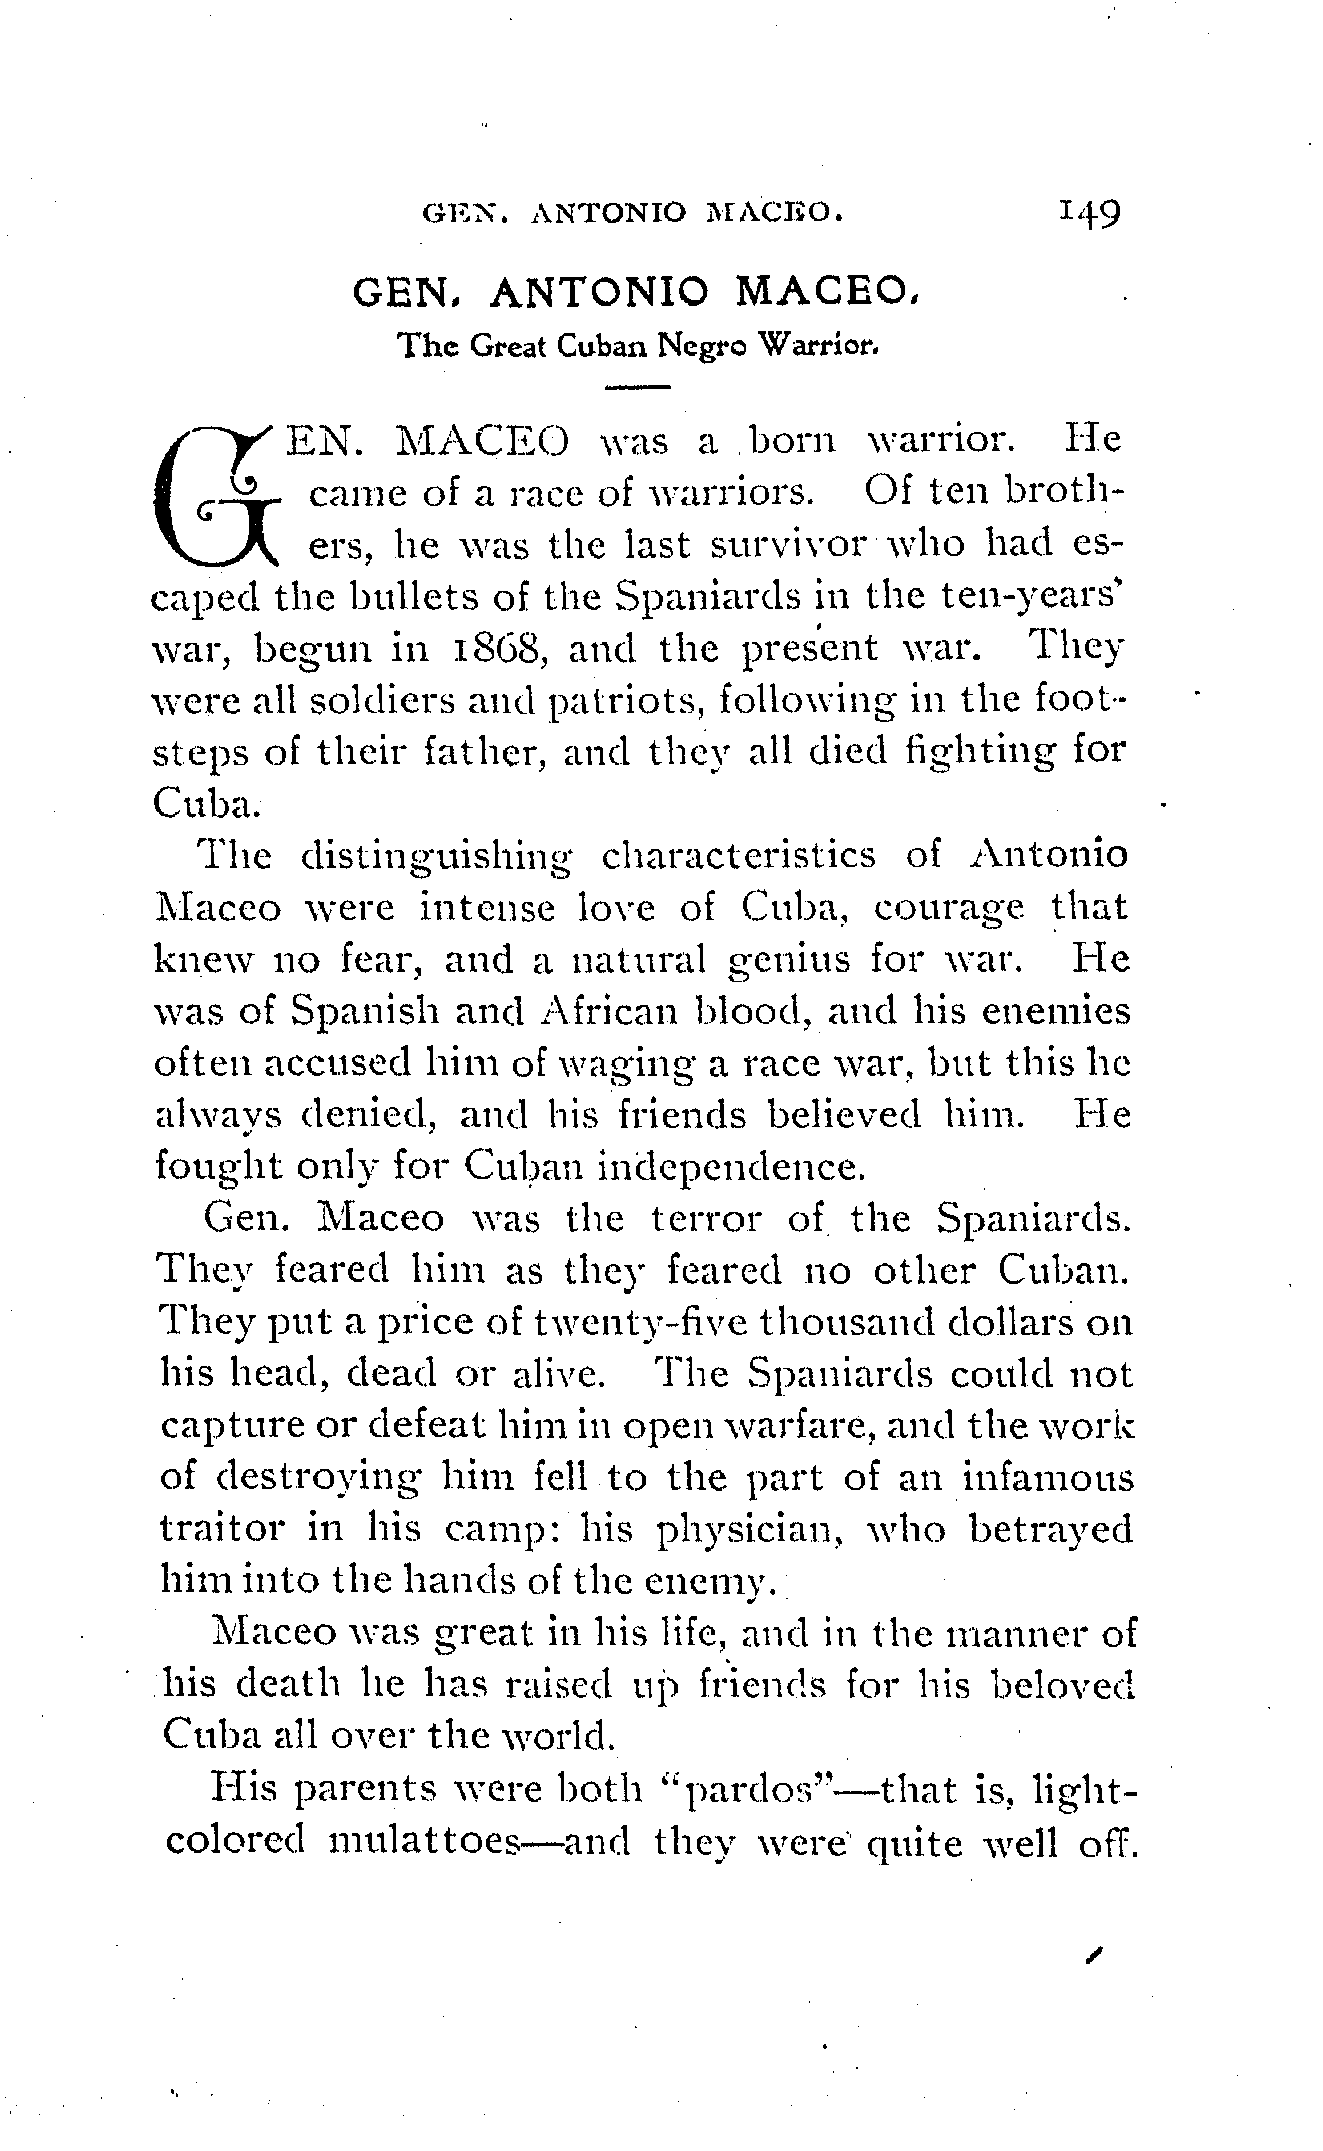 GEN. ANTONIO MACEO. 149
GEN. ANTONIO MACEO.
The Great Cuban Negro Warrior.
GEN. MACEO was a born warrior. He
came of a race of warriors. Of ten broth-
ers, he was the last survivor who had es-
caped the bullets of the Spaniards in the ten-years'
war, begun in 1868, and the present war. They
were all soldiers and patriots, following in the foot-
steps of their father, and they all died fighting for
Cuba.
The distinguishing characteristics of Antonio
Maceo were intense love of Cuba, courage that
knew no fear, and a natural genius for war. He
was of Spanish and African blood, and his enemies
often accused him of waging a race war, but this he
always denied, and his friends believed him. He
fought only for Cuban independence.
Gen. Maceo was the terror of the Spaniards.
They feared him as they feared no other Cuban.
They put a price of twenty-five thousand dollars on
his head, dead or alive. The Spaniards could not
capture or defeat him in open warfare, and the work
of destroying him fell to the part of an infamous
traitor in his camp: his physician, who betrayed
him into the hands of the enemy.
Maceo was great in his life, and in the manner of
his death he has raised up friends for his beloved
Cuba all over the world.
His parents were both "pardos"—that is, light-
colored mulattoes—and they were quite well off.